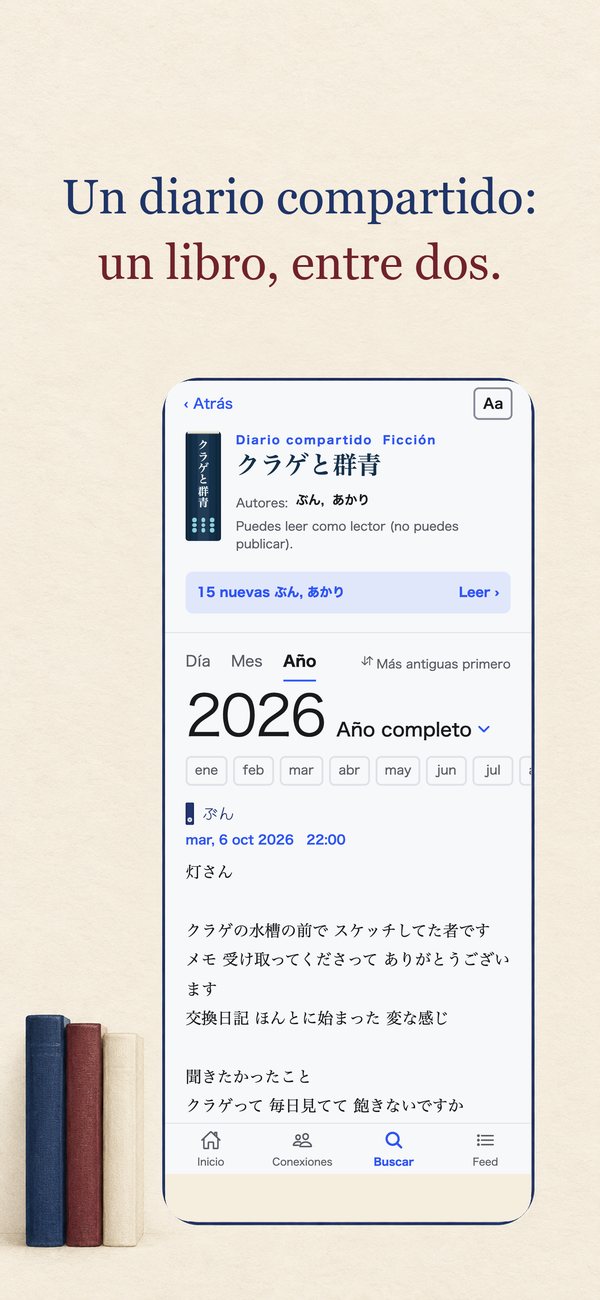 Un diario compartido:
un libro, entre dos.
‹ Atrás
Aa
クラゲと群青
Diario compartido Ficción
クラゲと群青
Autores: ぶん, あかり
Puedes leer como lector (no puedes
publicar).
15 nuevas ぶん, あかり
Leer ›
Día Mes Año
Más antiguas primero
2026 Año completo
ene feb mar abr may jun jul
ぶん
mar, 6 oct 2026 22:00
灯さん
クラゲの水槽の前で スケッチしてた者です
メモ 受け取ってくださって ありがとうござい
ます
交換日記 ほんとに始まった 変な感じ
聞きたかったこと
クラゲって 毎日見てて 飽きないですか
Inicio Conexiones Buscar Feed